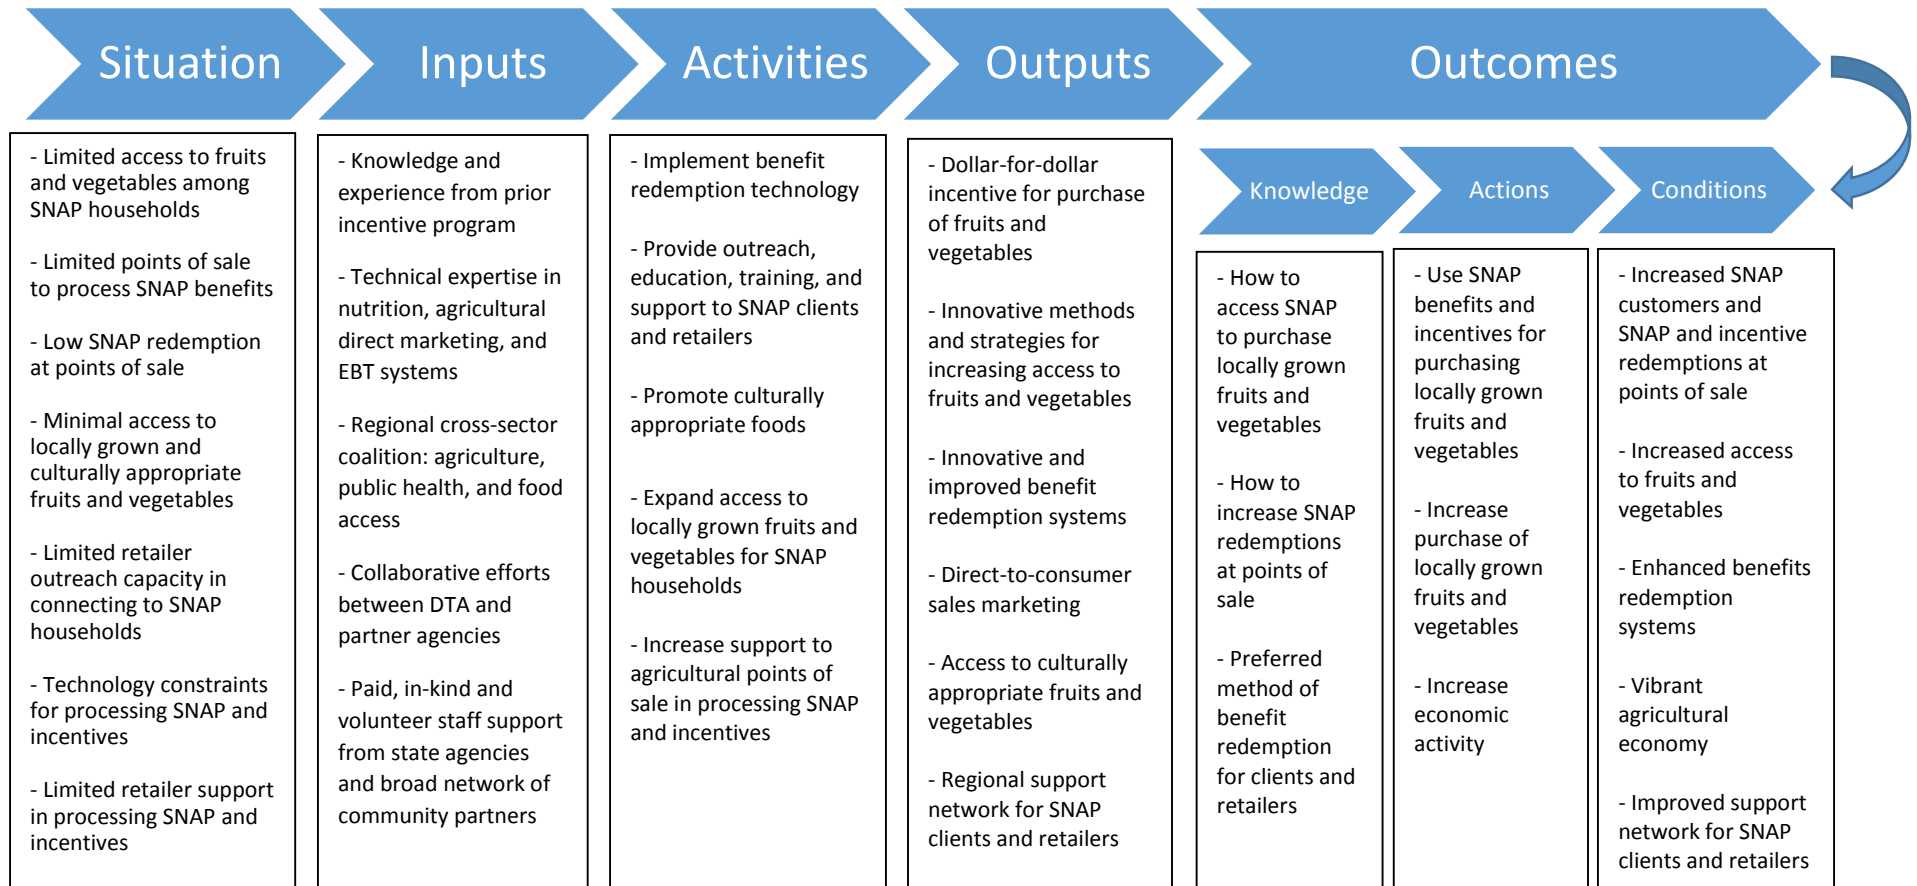 Situation
Inputs
Activities
Outputs
Outcomes
- Limited access to fruits
and vegetables among
SNAP households
- Limited points of sale
to process SNAP benefits
- Low SNAP redemption
at points of sale
- Minimal access to
locally grown and
culturally appropriate
fruits and vegetables
- Limited retailer
outreach capacity in
connecting to SNAP
households
- Technology constraints
for processing SNAP and
incentives
- Limited retailer support
in processing SNAP and
incentives
- Knowledge and
experience from prior
incentive program
- Technical expertise in
nutrition, agricultural
direct marketing, and
EBT systems
- Regional cross-sector
coalition: agriculture,
public health, and food
access
- Collaborative efforts
between DTA and
partner agencies
- Paid, in-kind and
volunteer staff support
from state agencies
and broad network of
community partners
- Implement benefit
redemption technology
- Provide outreach,
education, training, and
support to SNAP clients
and retailers
- Promote culturally
appropriate foods
- Expand access to
locally grown fruits and
vegetables for SNAP
households
- Increase support to
agricultural points of
sale in processing SNAP
and incentives
- Dollar-for-dollar
incentive for purchase
of fruits and
vegetables
- Innovative methods
and strategies for
increasing access to
fruits and vegetables
- Innovative and
improved benefit
redemption systems
- Direct-to-consumer
sales marketing
- Access to culturally
appropriate fruits and
vegetables
- Regional support
network for SNAP
clients and retailers
Knowledge
Actions
Conditions
- How to
access SNAP
to purchase
locally grown
fruits and
vegetables
- How to
increase SNAP
redemptions
at points of
sale
- Preferred
method of
benefit
redemption
for clients and
retailers
- Use SNAP
benefits and
incentives for
purchasing
locally grown
fruits and
vegetables
- Increase
purchase of
locally grown
fruits and
vegetables
- Increase
economic
activity
- Increased SNAP
customers and
SNAP and incentive
redemptions at
points of sale
- Increased access
to fruits and
vegetables
- Enhanced benefits
redemption
systems
- Vibrant
agricultural
economy
- Improved support
network for SNAP
clients and retailers